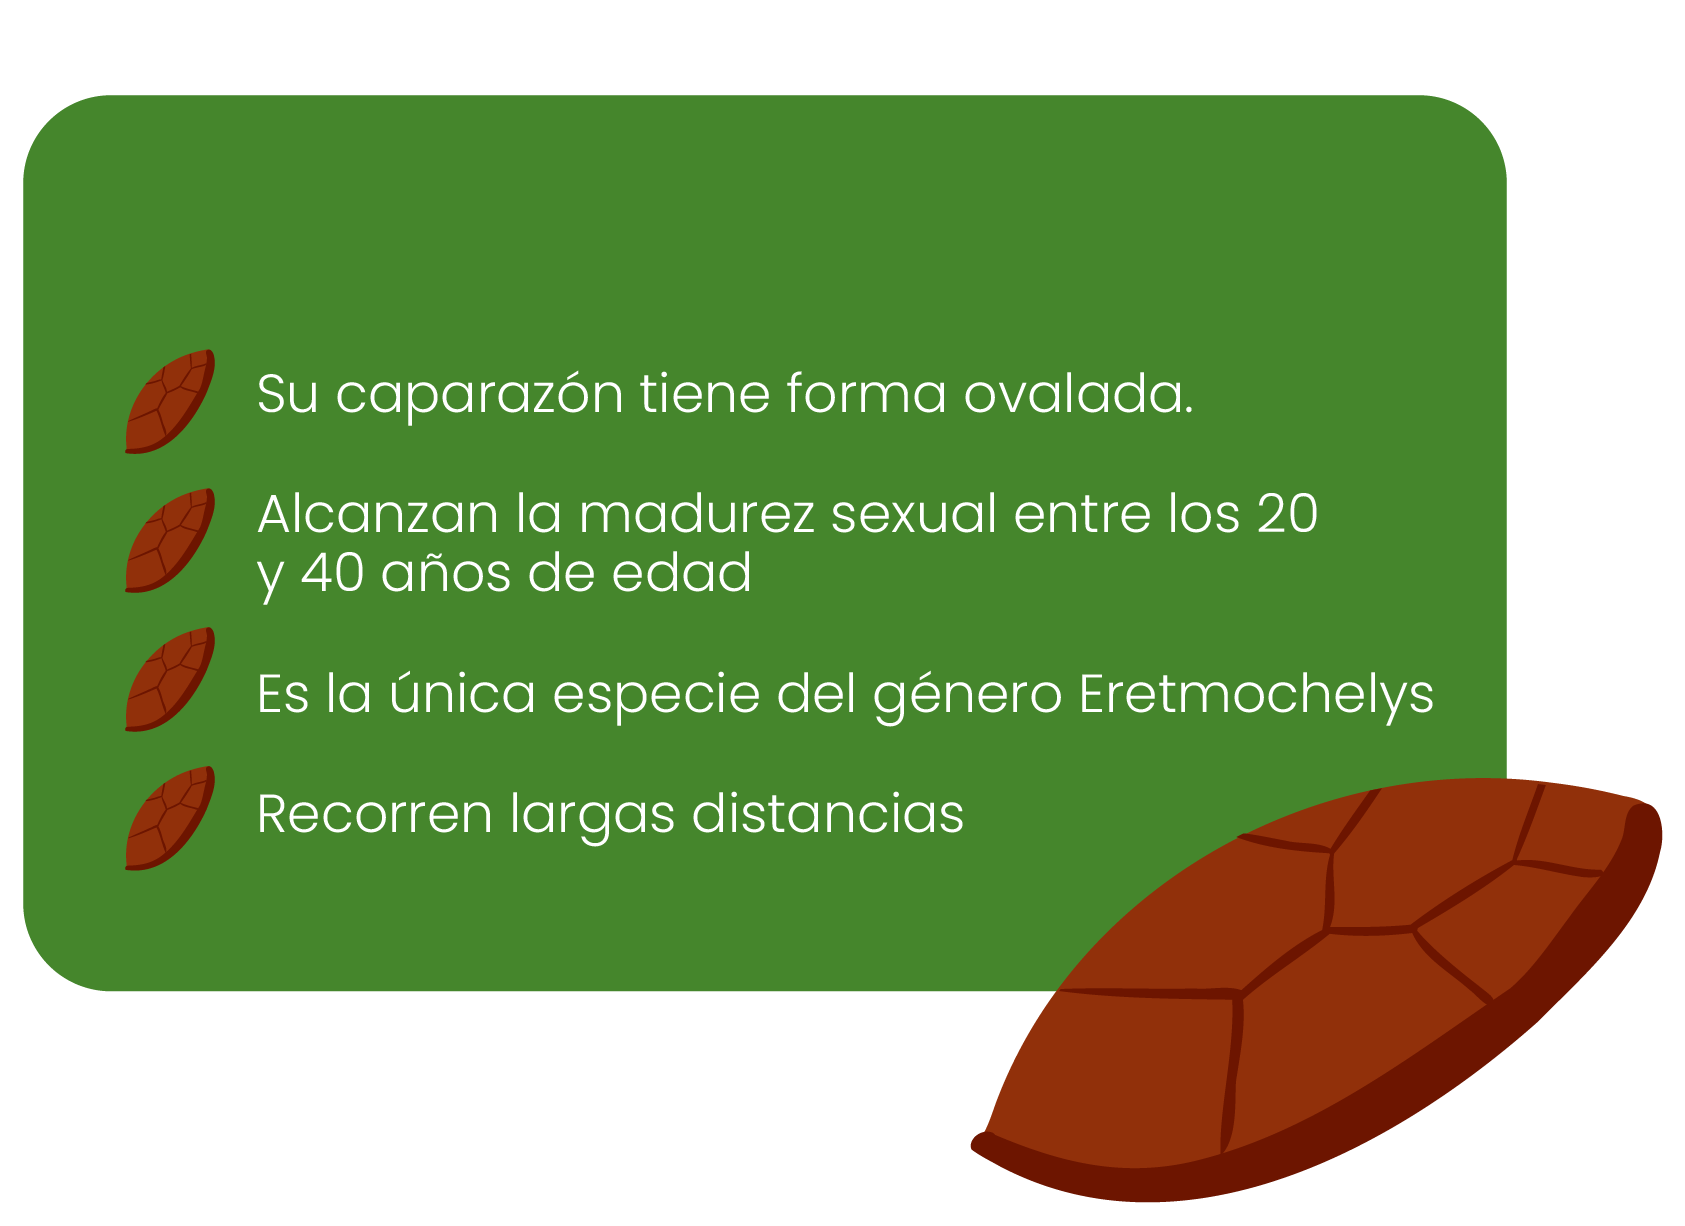 Su caparazón tiene forma ovalada.
Alcanzan la madurez sexual entre los 20
y 40 años de edad
Es la única especie del género Eretmochelys
Recorren largas distancias